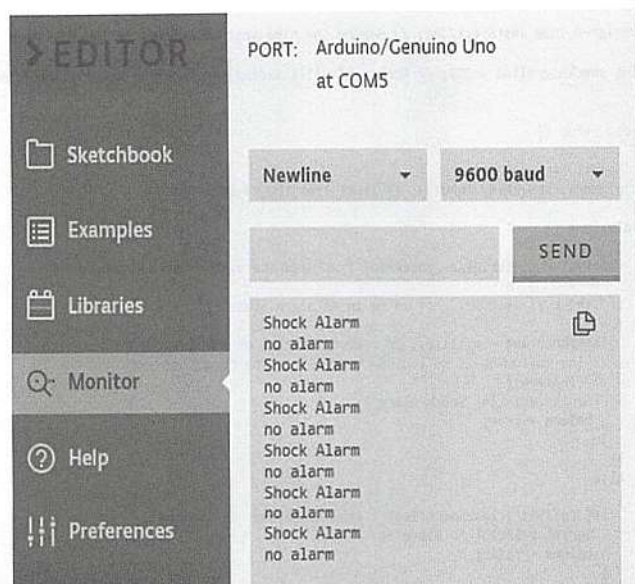 >EDITOR
Sketchbook
Examples
Libraries
Monitor
Help
Preferences
PORT: Arduino/Genuino Uno
at COM5
Newline
9600 baud
SEND
Shock Alarm
no alarm
Shock Alarm
no alarm
Shock Alarm
no alarm
Shock Alarm
no alarm
Shock Alarm
no alarm
Shock Alarm
no alarm